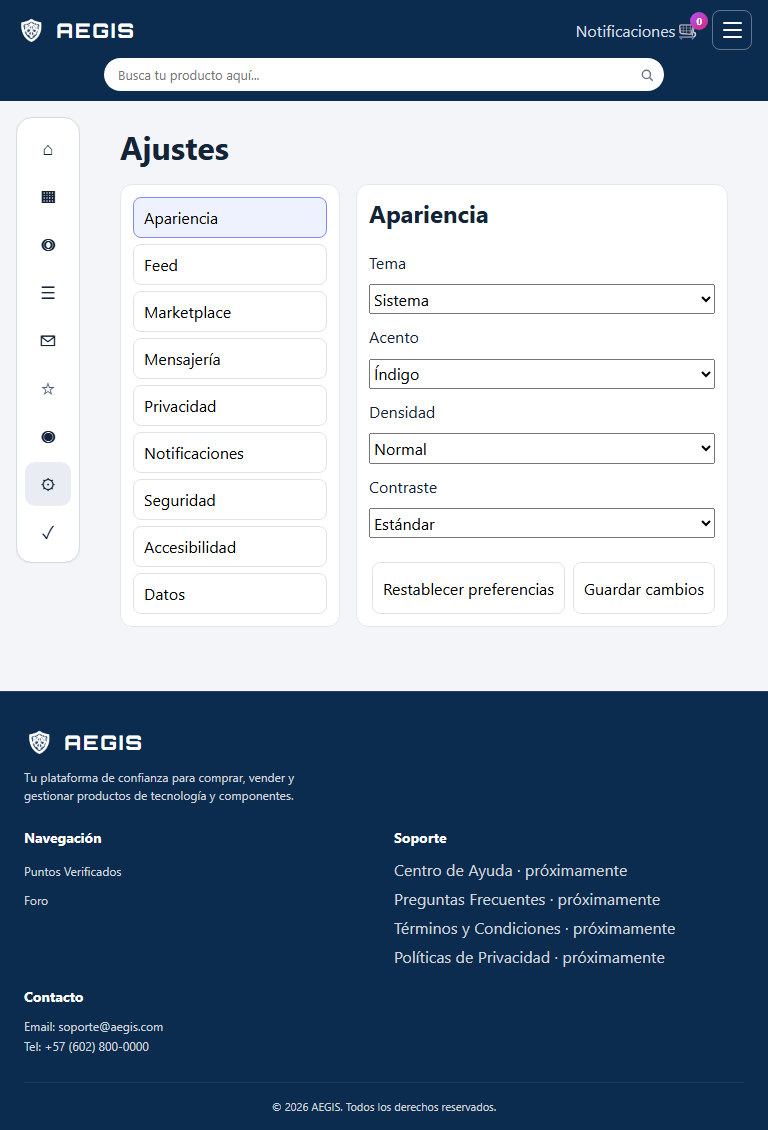 AEGIS
Notificaciones
0
Busca tu producto aquí...
Ajustes
Apariencia
Feed
Marketplace
Mensajería
Privacidad
Notificaciones
Seguridad
Accesibilidad
Datos
Apariencia
Tema
Sistema
Acento
Índigo
Densidad
Normal
Contraste
Estándar
Restablecer preferencias
Guardar cambios
AEGIS
Tu plataforma de confianza para comprar, vender y
gestionar productos de tecnología y componentes.
Navegación
Puntos Verificados
Foro
Soporte
Centro de Ayuda · próximamente
Preguntas Frecuentes · próximamente
Términos y Condiciones · próximamente
Políticas de Privacidad · próximamente
Contacto
Email: soporte@aegis.com
Tel: +57 (602) 800-0000
© 2026 AEGIS. Todos los derechos reservados.